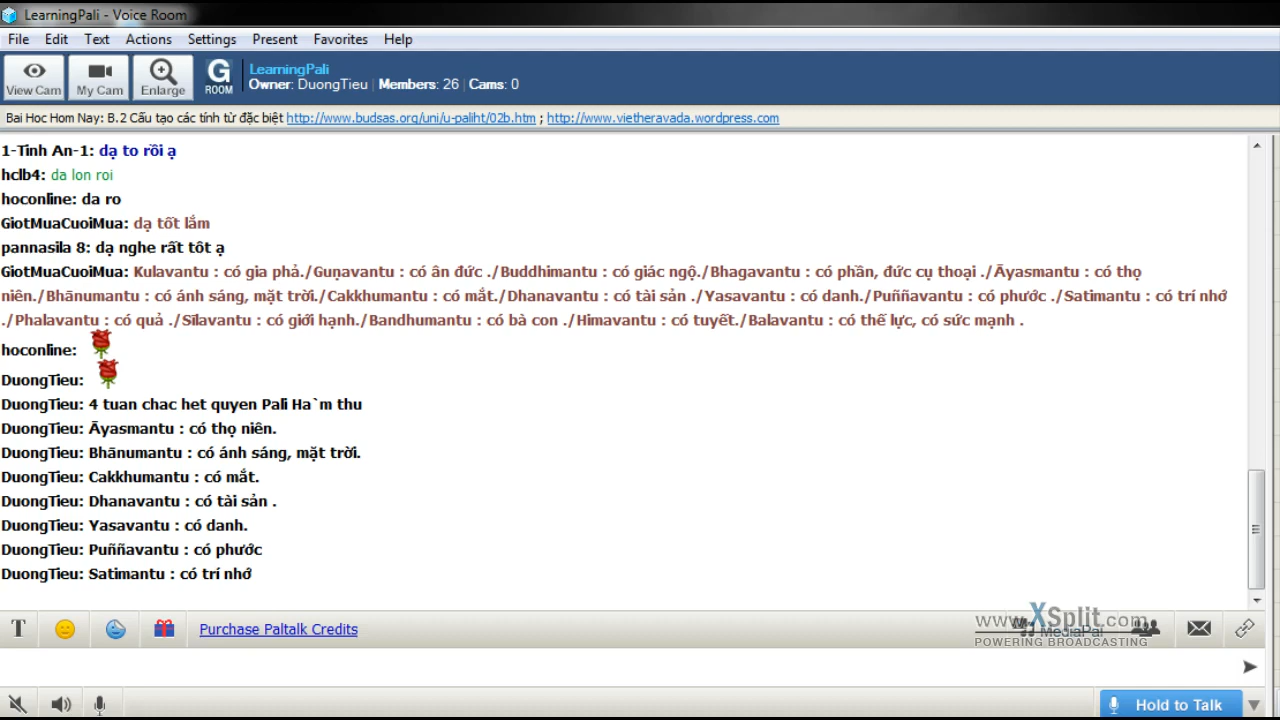 LearningPali - Voice Room
File Edit Text Actions Settings Present Favorites Help
View Cam My Cam Enlarge G ROOM
LearningPali
Owner: DuongTieu | Members: 26 | Cams: 0
Bai Hoc Hom Nay: B.2 Cấu tạo các tính từ đặc biệt http://www.budsas.org/uni/u-paliht/02b.htm ; http://www.vietheravada.wordpress.com
1-Tinh An-1: dạ to rồi ạ
hclb4: da lon roi
hoconline: da ro
GiotMuaCuoiMua: dạ tốt lắm
pannasila 8: dạ nghe rất tôt ạ
GiotMuaCuoiMua: Kulavantu : có gia phả./Guṇavantu : có ân đức ./Buddhimantu : có giác ngộ./Bhagavantu : có phần, đức cụ thoại ./Āyasmantu : có thọ
niên./Bhānumantu : có ánh sáng, mặt trời./Cakkhumantu : có mắt./Dhanavantu : có tài sản ./Yasavantu : có danh./Puññavantu : có phước ./Satimantu : có trí nhớ
./Phalavantu : có quả ./Sīlavantu : có giới hạnh./Bandhumantu : có bà con ./Himavantu : có tuyết./Balavantu : có thế lực, có sức mạnh .
hoconline:
DuongTieu:
DuongTieu: 4 tuan chac het quyen Pali Ha`m thu
DuongTieu: Āyasmantu : có thọ niên.
DuongTieu: Bhānumantu : có ánh sáng, mặt trời.
DuongTieu: Cakkhumantu : có mắt.
DuongTieu: Dhanavantu : có tài sản .
DuongTieu: Yasavantu : có danh.
DuongTieu: Puññavantu : có phước
DuongTieu: Satimantu : có trí nhớ
T Purchase Paltalk Credits
www.XSplit.com
MediaPal
POWERING BROADCASTING
Hold to Talk